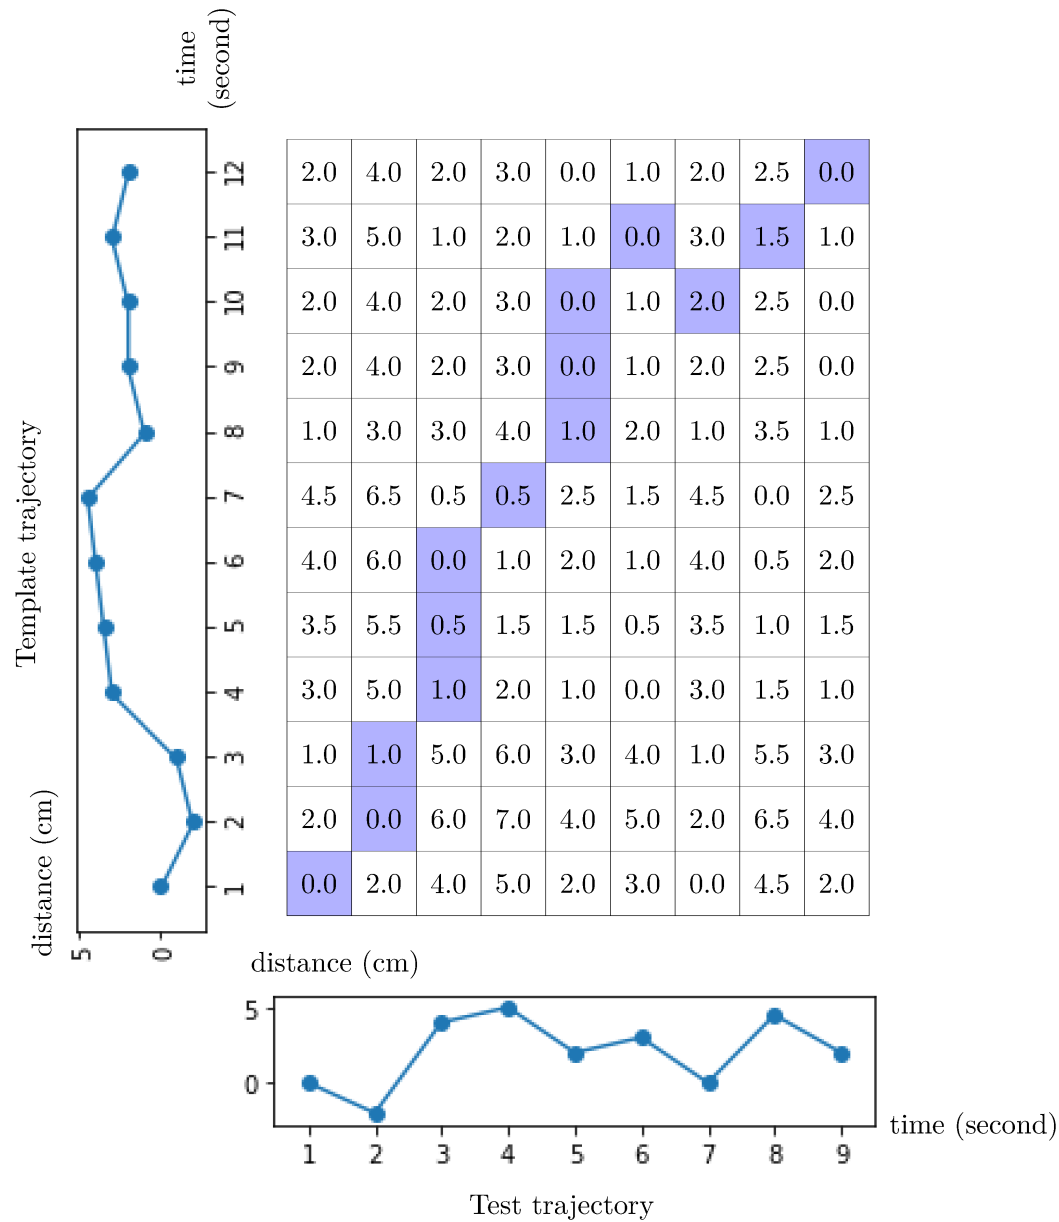 time
(second)
12
2.0 4.0 2.0 3.0 0.0 1.0 2.0 2.5 0.0
11
3.0 5.0 1.0 2.0 1.0 0.0 3.0 1.5 1.0
10
2.0 4.0 2.0 3.0 0.0 1.0 2.0 2.5 0.0
9
2.0 4.0 2.0 3.0 0.0 1.0 2.0 2.5 0.0
8
1.0 3.0 3.0 4.0 1.0 2.0 1.0 3.5 1.0
7
4.5 6.5 0.5 0.5 2.5 1.5 4.5 0.0 2.5
6
4.0 6.0 0.0 1.0 2.0 1.0 4.0 0.5 2.0
5
3.5 5.5 0.5 1.5 1.5 0.5 3.5 1.0 1.5
4
3.0 5.0 1.0 2.0 1.0 0.0 3.0 1.5 1.0
3
1.0 1.0 5.0 6.0 3.0 4.0 1.0 5.5 3.0
2
2.0 0.0 6.0 7.0 4.0 5.0 2.0 6.5 4.0
1
0.0 2.0 4.0 5.0 2.0 3.0 0.0 4.5 2.0
Template trajectory
distance (cm)
5 0
distance (cm)
5
0
1 2 3 4 5 6 7 8 9
time (second)
Test trajectory